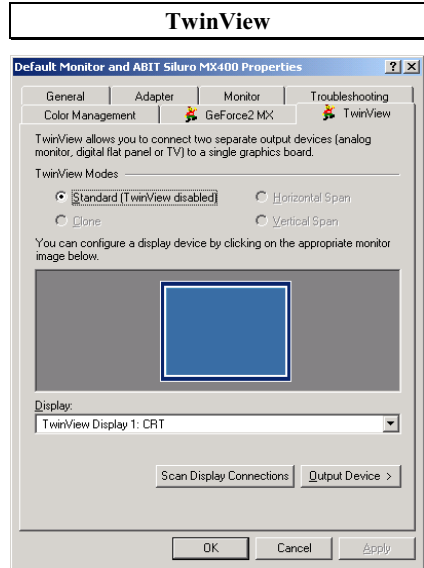 TwinView
Default Monitor and ABIT Siluro MX400 Properties
General Adapter Monitor Troubleshooting
Color Management GeForce2 MX TwinView
TwinView allows you to connect two separate output devices (analog
monitor, digital flat panel or TV) to a single graphics board.
TwinView Modes
Standard (TwinView disabled) Horizontal Span
Clone Vertical Span
You can configure a display device by clicking on the appropriate monitor
image below.
Display:
TwinView Display 1: CRT
Scan Display Connections Output Device >
OK Cancel Apply